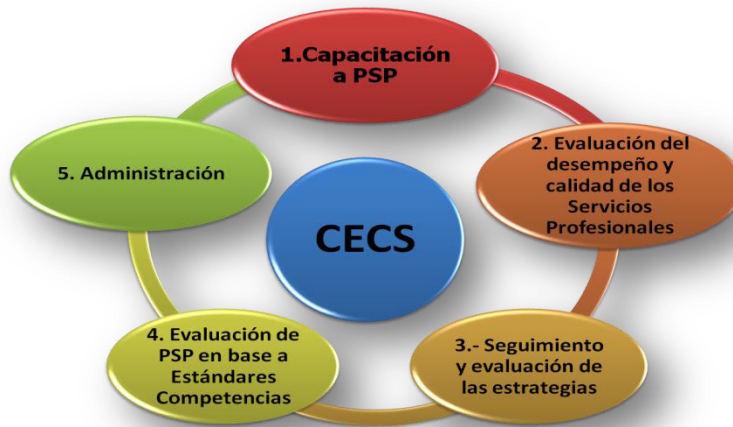 1.Capacitación
a PSP
2. Evaluación del
desempeño y
calidad de los
Servicios
Profesionales
3.- Seguimiento
y evaluación de
las estrategias
4. Evaluación de
PSP en base a
Estándares
Competencias
5. Administración
CECS